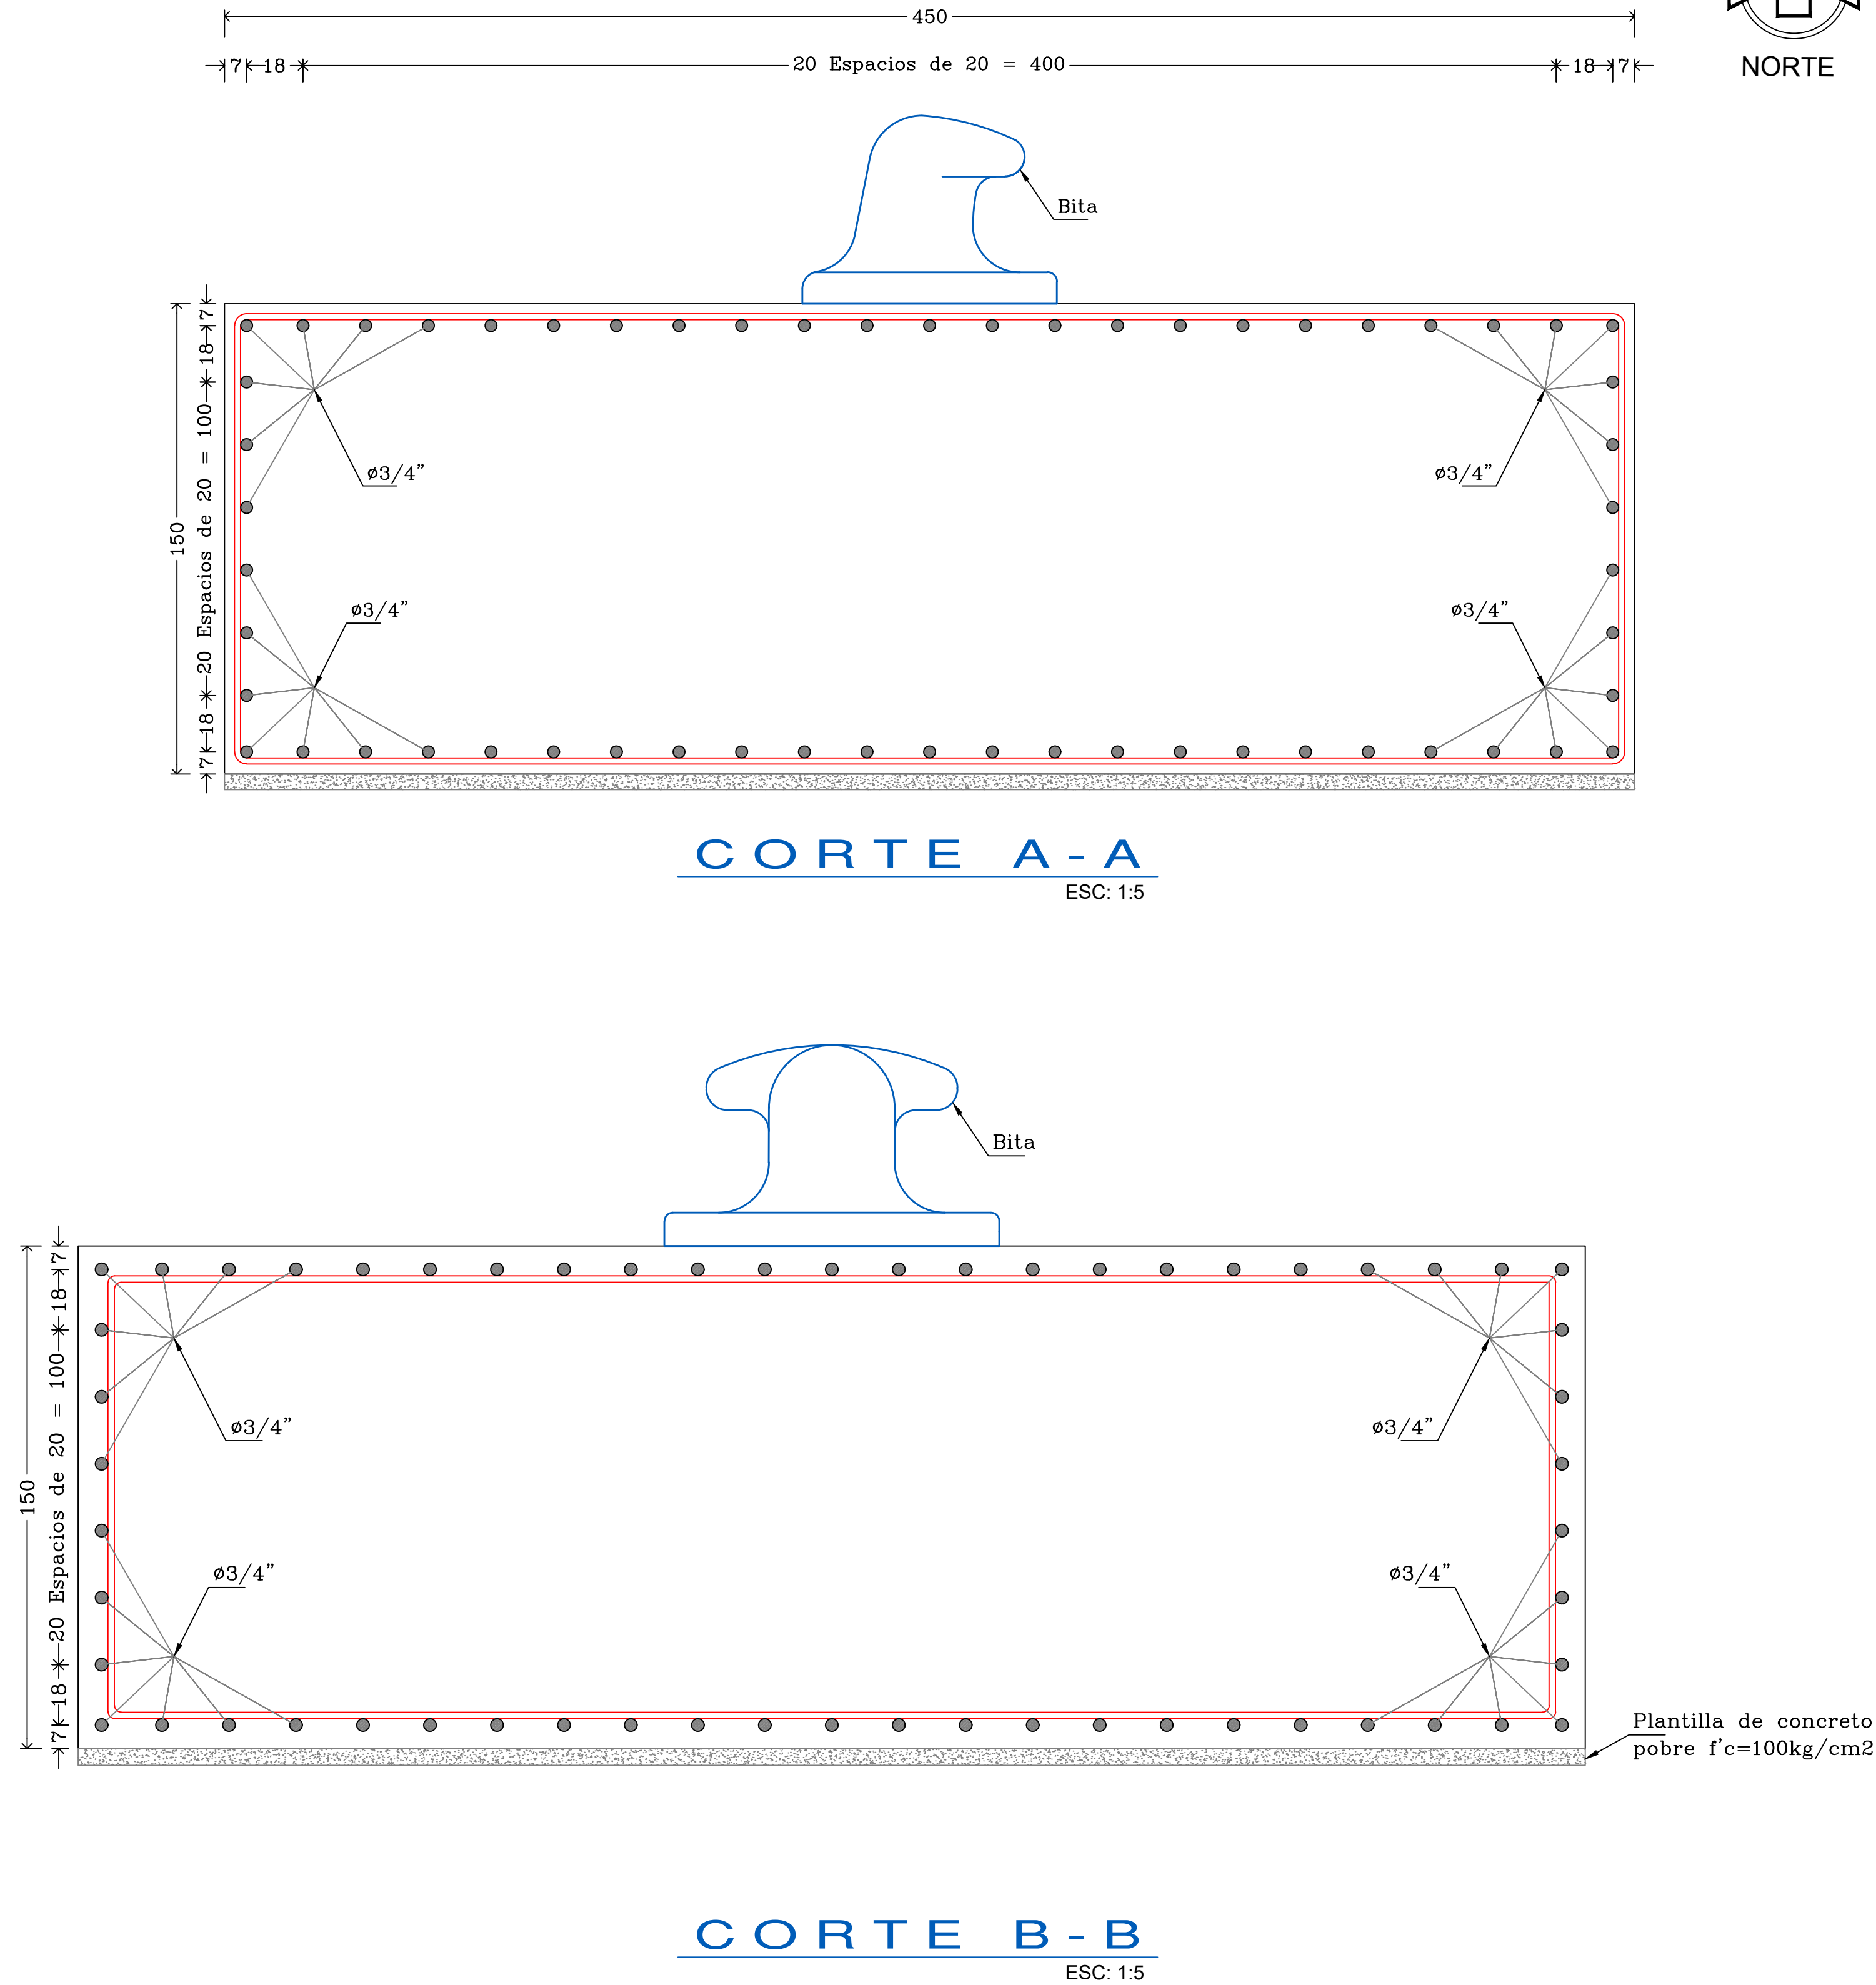 450
NORTE
7 18 20 Espacios de 20 = 400 18 7
Bita
7
18
20 Espacios de 20 = 100
18
7
150
ø3/4"
ø3/4"
ø3/4"
ø3/4"
CORTE A-A
ESC: 1:5
Bita
7
18
20 Espacios de 20 = 100
18
7
150
ø3/4"
ø3/4"
ø3/4"
ø3/4"
Plantilla de concreto
pobre f'c=100kg/cm2
CORTE B-B
ESC: 1:5